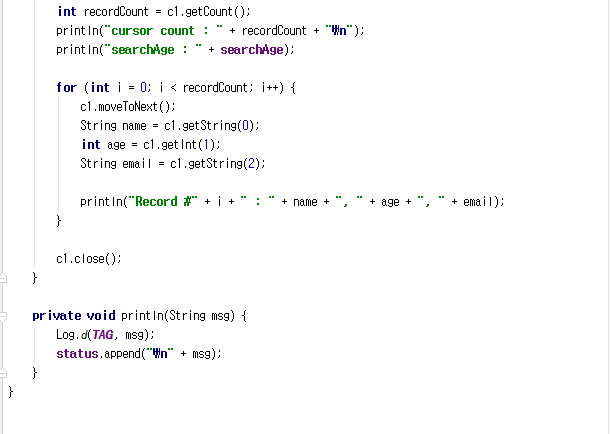 int recordCount = c1.getCount();
println("cursor count : " + recordCount + "₩n");
println("searchAge : " + searchAge);
for (int i = 0; i < recordCount; i++) {
c1.moveToNext();
String name = c1.getString(0);
int age = c1.getInt(1);
String email = c1.getString(2);
println("Record #" + i + " : " + name + ", " + age + ", " + email);
}
c1.close();
}
private void println(String msg) {
Log.d(TAG, msg);
status.append("₩n" + msg);
}
}